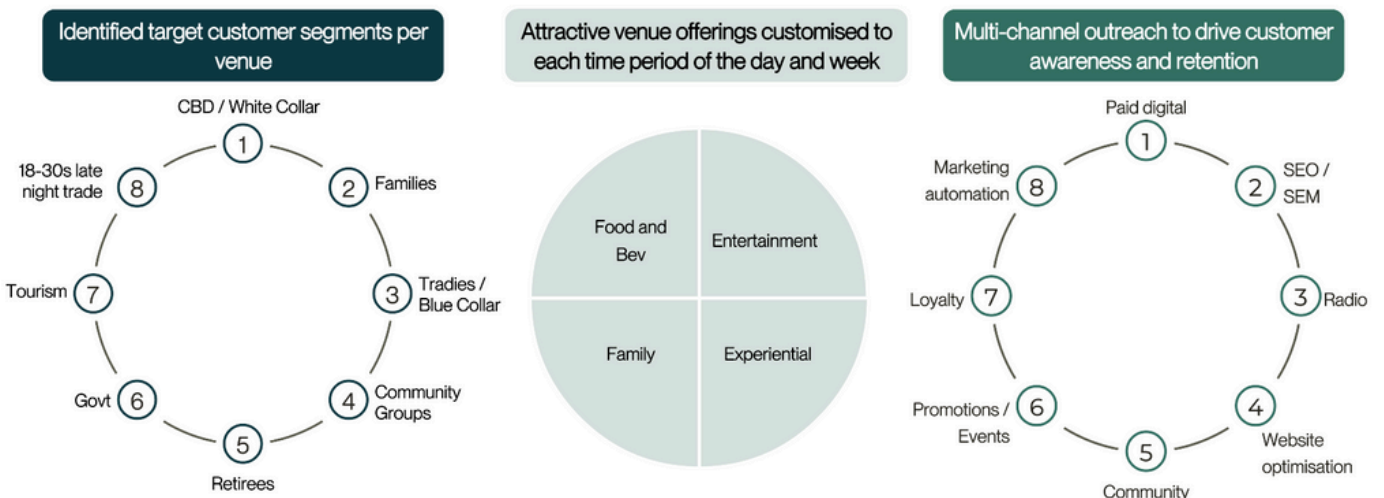 Identified target customer segments per
venue
CBD / White Collar
1
2
Families
3
Tradies /
Blue Collar
4
Community
Groups
5
Retirees
6
Govt
7
Tourism
8
18-30s late
night trade
Attractive venue offerings customised to
each time period of the day and week
Food and
Bev
Entertainment
Family
Experiential
Multi-channel outreach to drive customer
awareness and retention
Paid digital
1
2
SEO /
SEM
3
Radio
4
Website
optimisation
5
Community
6
Promotions /
Events
7
Loyalty
8
Marketing
automation